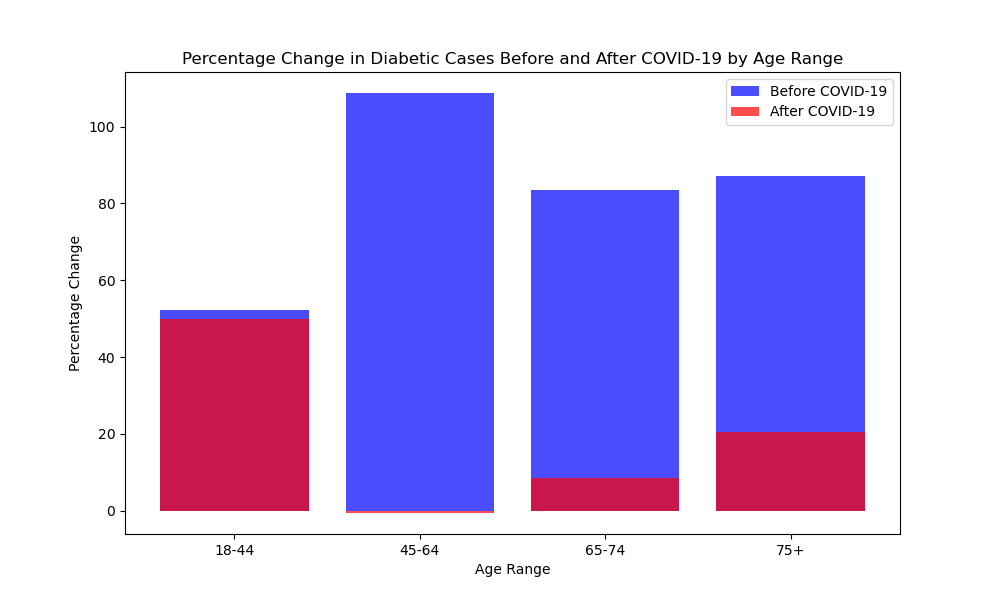 Percentage Change in Diabetic Cases Before and After COVID-19 by Age Range
Before COVID-19
After COVID-19
Percentage Change
100
80
60
40
20
0
18-44
45-64
65-74
75+
Age Range